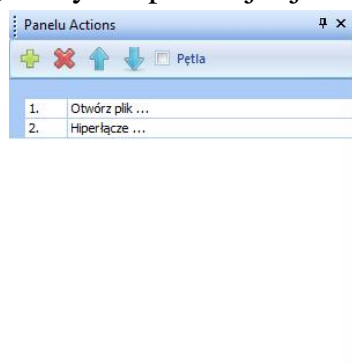 Panelu Actions
Pętla
1. Otwórz plik ...
2. Hiperłącze ...